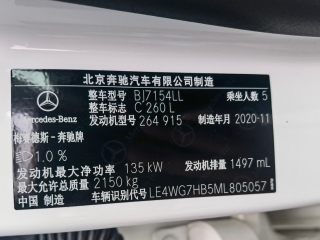 北京奔驰汽车有限公司制造
整车型号 BJ7154LL 乘坐人数 5
整车标志 C 260 L
Mercedes-Benz 发动机型号 264 915 制造年月 2020-11
梅赛德斯-奔驰牌
1.0 %
发动机最大净功率 135 kW 发动机排量 1497 mL
最大允许总质量 2150 kg
中国 制造 车辆识别代号 LE4WG7HB5ML805057